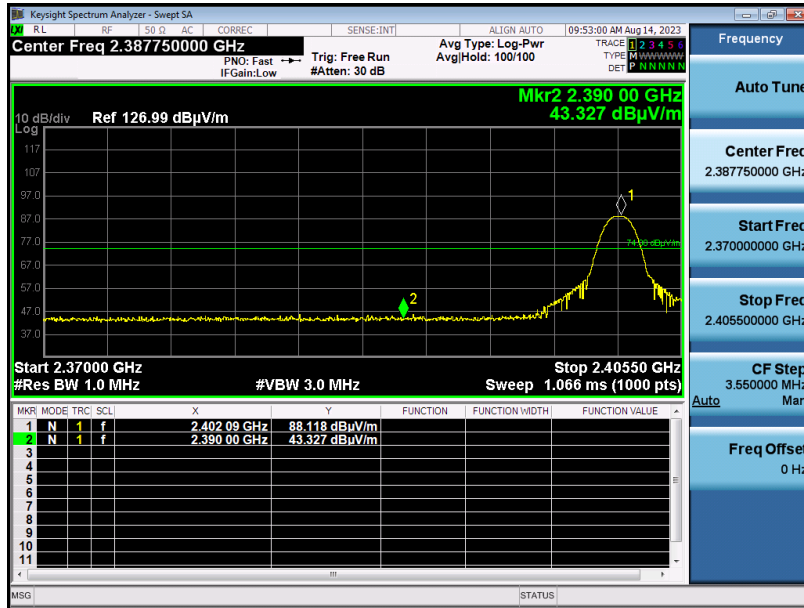 Keysight Spectrum Analyzer - Swept SA
LXI RL RF 50 Ω AC CORREC SENSE:INT ALIGN AUTO 09:53:00 AM Aug 14, 2023
Center Freq 2.387750000 GHz
PNO: Fast
IFGain:Low
Trig: Free Run
#Atten: 30 dB
Avg Type: Log-Pwr
Avg|Hold: 100/100
TRACE 1 2 3 4 5 6
TYPE M WWWWW
DET P N N N N N
Mkr2 2.390 00 GHz
43.327 dBµV/m
10 dB/div Ref 126.99 dBµV/m
Log
117
107
97.0
87.0
77.0
67.0
57.0
47.0
37.0
1
74.00 dBµV/m
2
Start 2.37000 GHz Stop 2.40550 GHz
#Res BW 1.0 MHz #VBW 3.0 MHz Sweep 1.066 ms (1000 pts)
MKR MODE TRC SCL X Y FUNCTION FUNCTION WIDTH FUNCTION VALUE
1 N 1 f 2.402 09 GHz 88.118 dBµV/m
2 N 1 f 2.390 00 GHz 43.327 dBµV/m
3
4
5
6
7
8
9
10
11
MSG STATUS
Frequency
Auto Tune
Center Freq
2.387750000 GHz
Start Freq
2.370000000 GHz
Stop Freq
2.405500000 GHz
CF Step
3.550000 MHz
Auto Man
Freq Offset
0 Hz